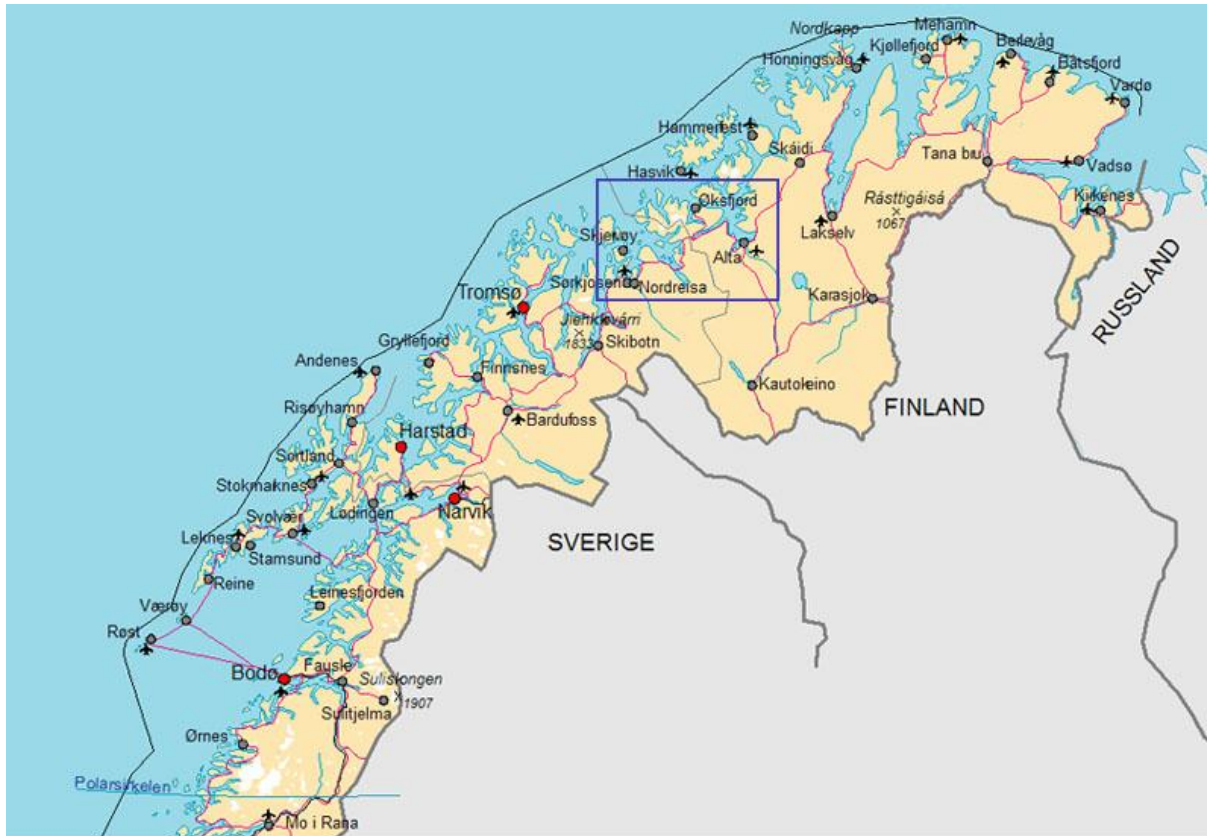 Nordkapp
Mehamn
Kjøllefjord
Berlevåg
Honningsvåg
Båtsfjord
Vardø
Hammerfest
Skáidi
Tana bru
Vadsø
Hasvik
Øksfjord
Rásttigáisá
1067
Kirkenes
Skjervøy
Alta
Lakselv
Sørkjosen
Nordreisa
Karasjok
RUSSLAND
Tromsø
Jiehkkevárri
1833
Skibotn
Gryllefjord
Andenes
Finnsnes
Kautokeino
FINLAND
Risøyhamn
Bardufoss
Harstad
Sortland
Stokmarknes
Lødingen
Narvik
Svolvær
SVERIGE
Leknes
Stamsund
Reine
Leinesfjorden
Værøy
Røst
Bodø
Fauske
Suliskongen
1907
Sulitjelma
Ørnes
Polarsirkelen
Mo i Rana